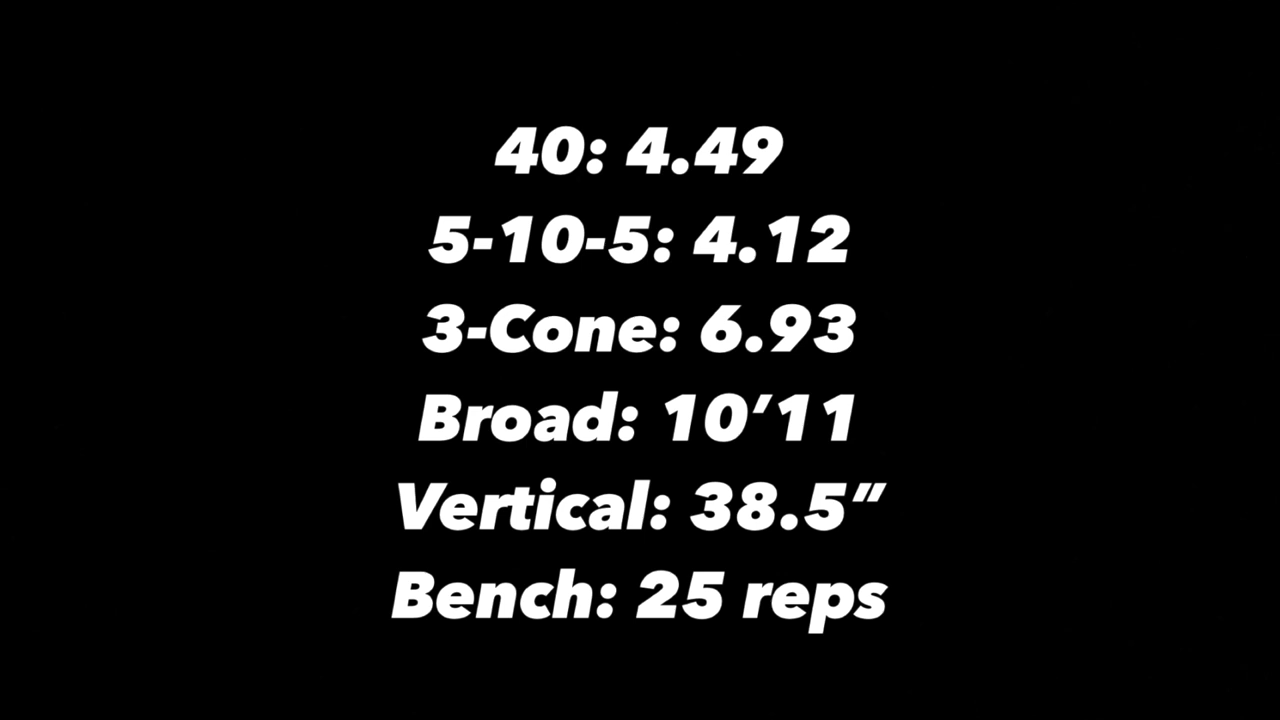 40: 4.49
5-10-5: 4.12
3-Cone: 6.93
Broad: 10’11
Vertical: 38.5”
Bench: 25 reps